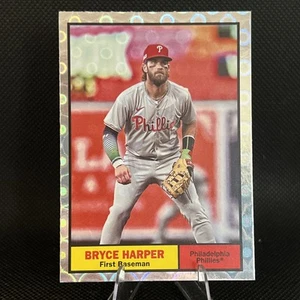 P
Phillies
BRYCE HARPER
First Baseman
Philadelphia
Phillies®